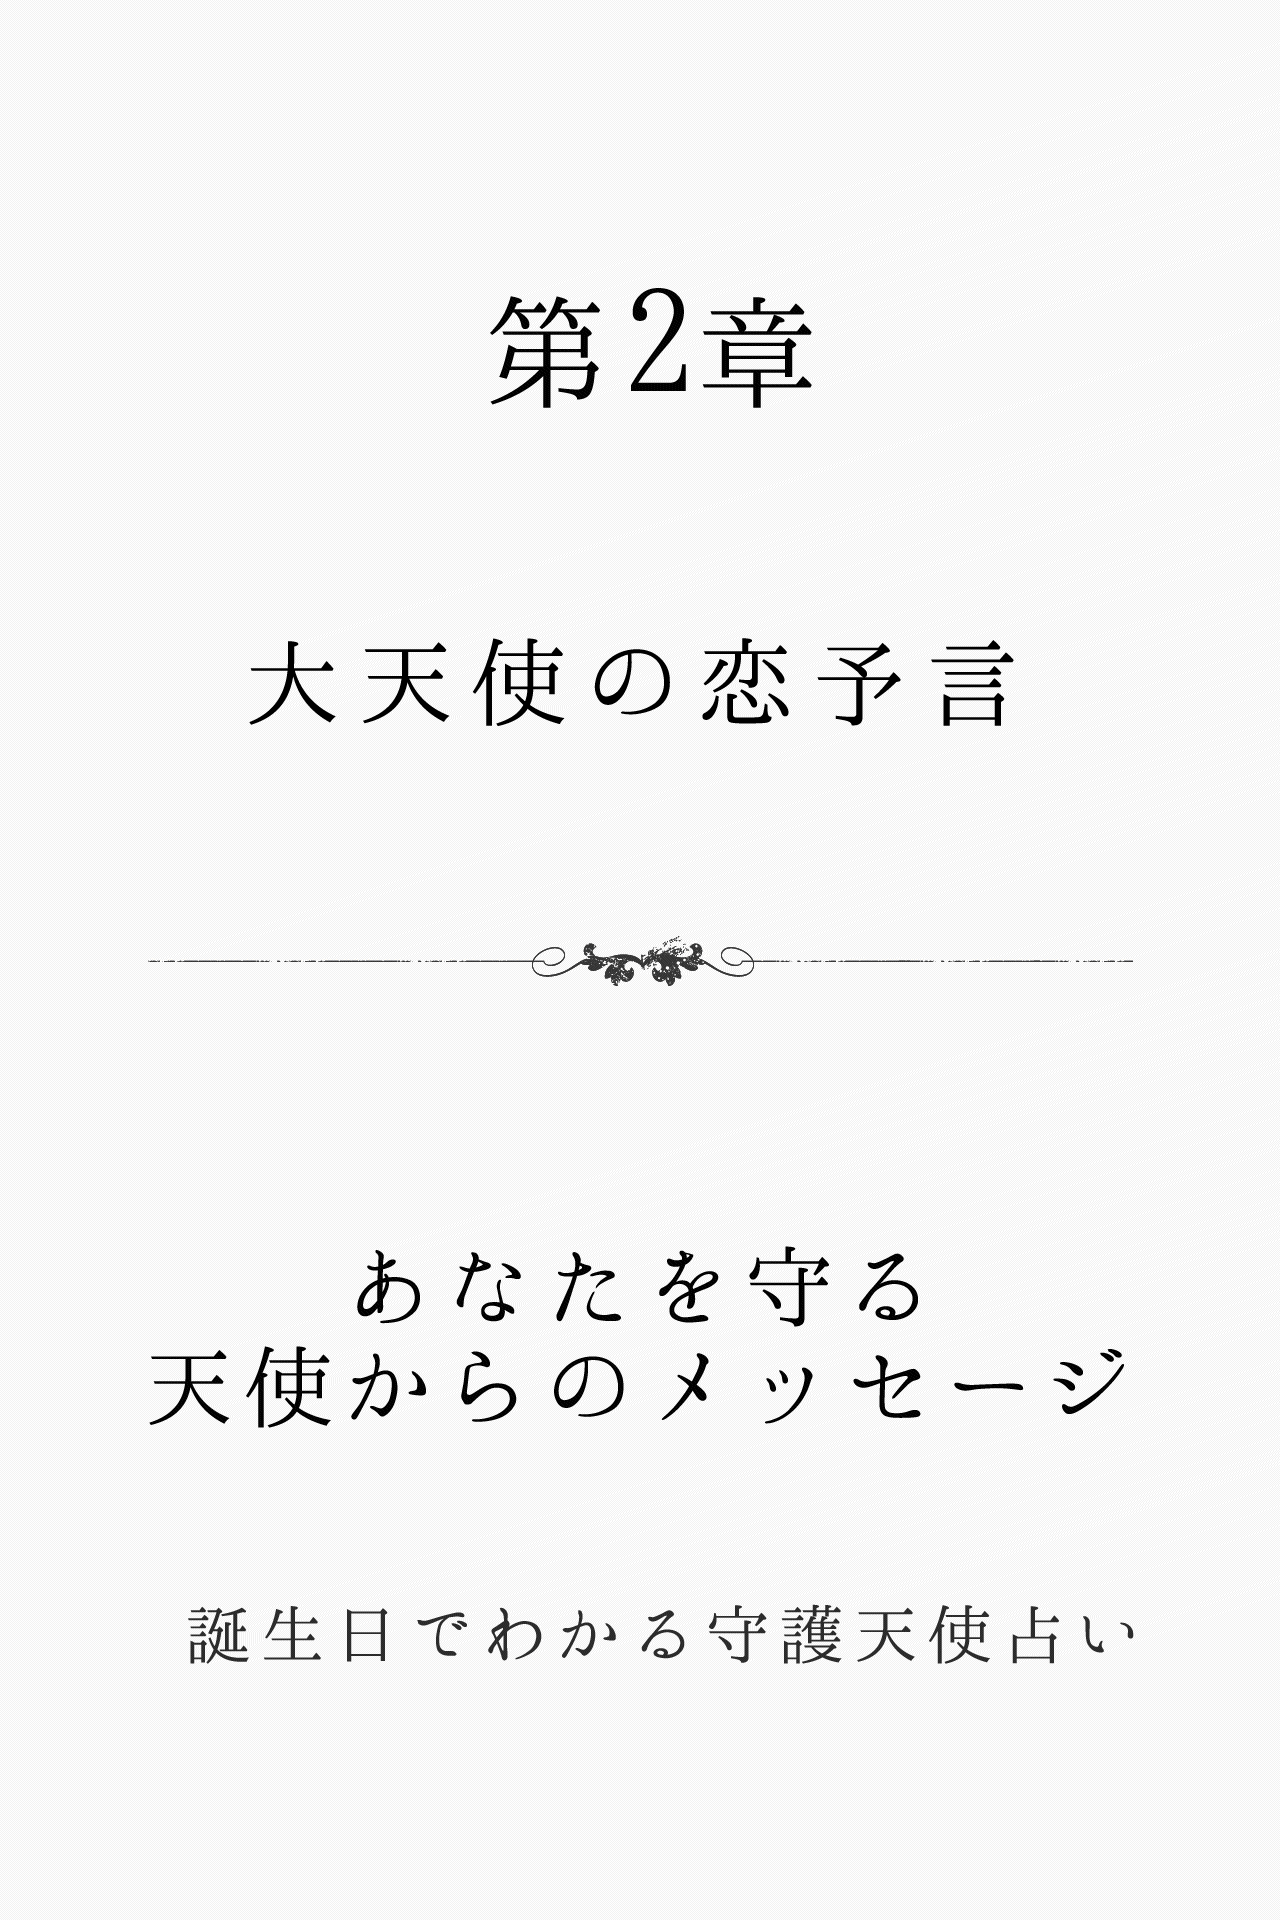 第2章
大天使の恋予言
あなたを守る
天使からのメッセージ
誕生日でわかる守護天使占い